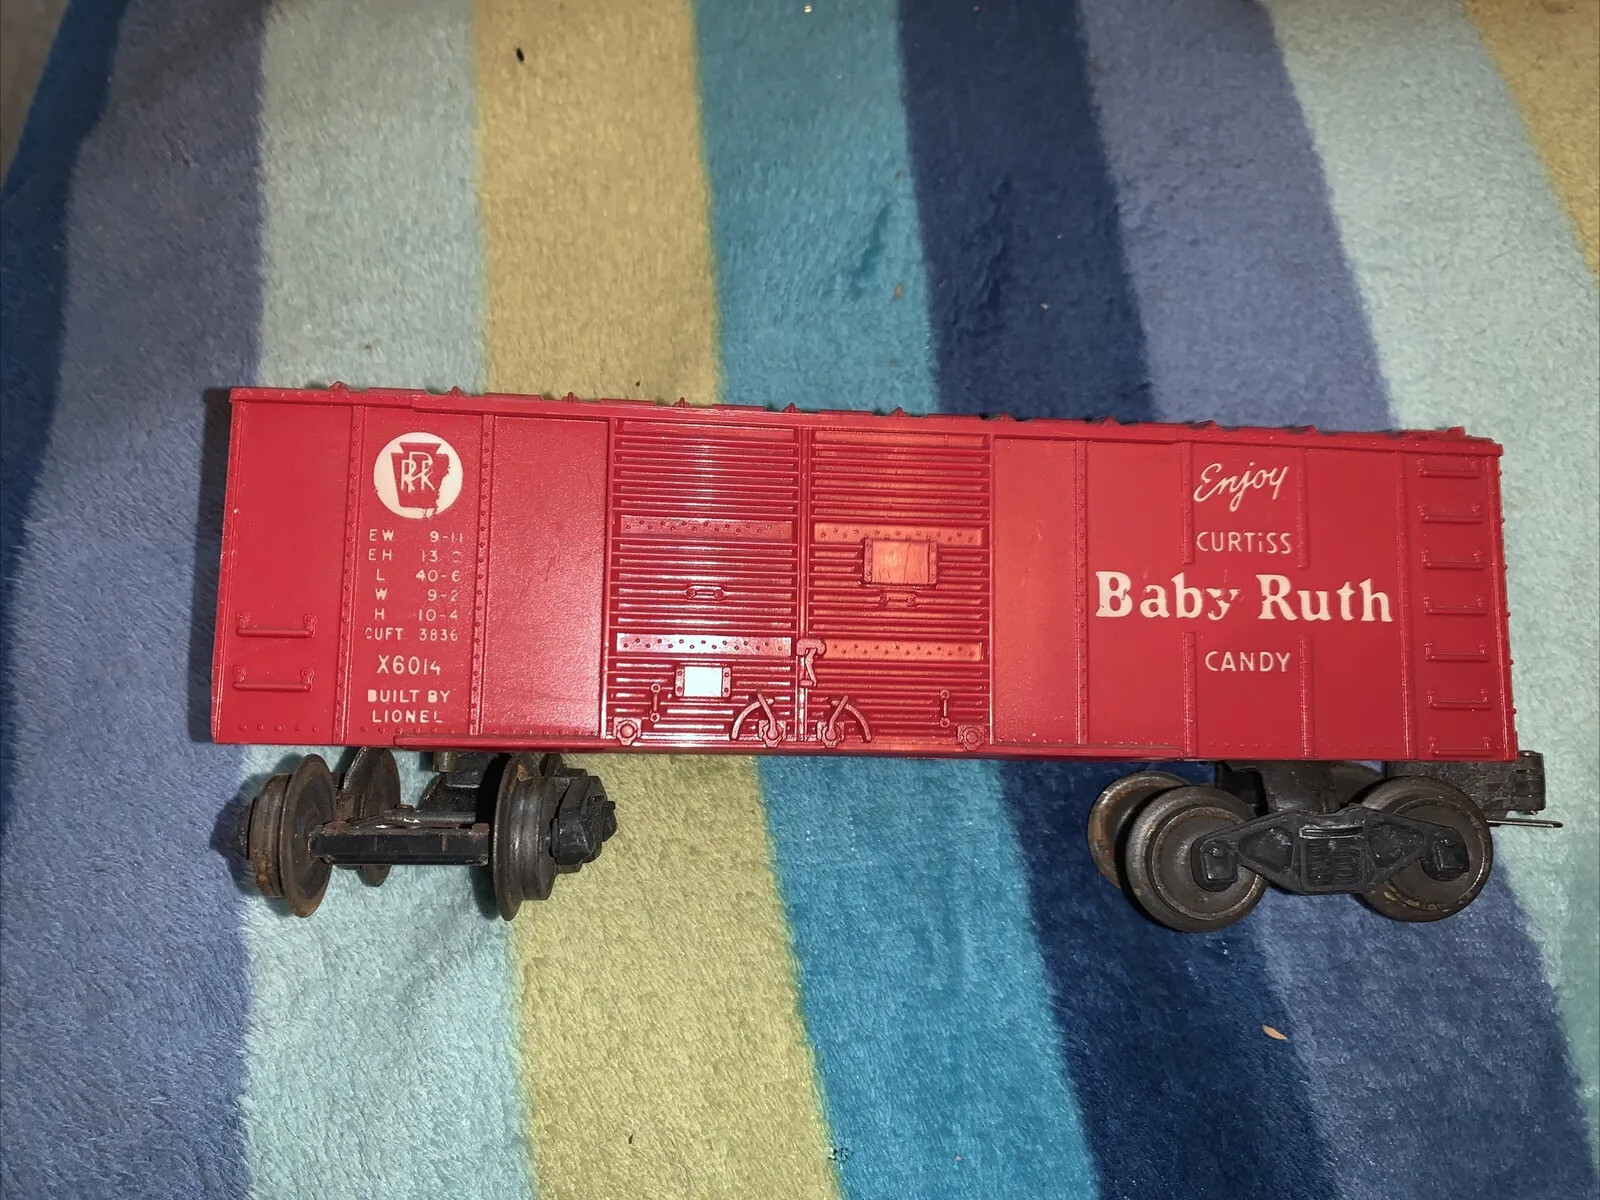 PRR
EW 9-11
EH 13
L 40-6
W 9-2
H 10-4
CUFT 3836
X6014
BUILT BY
LIONEL
Enjoy
CURTiSS
Baby Ruth
CANDY